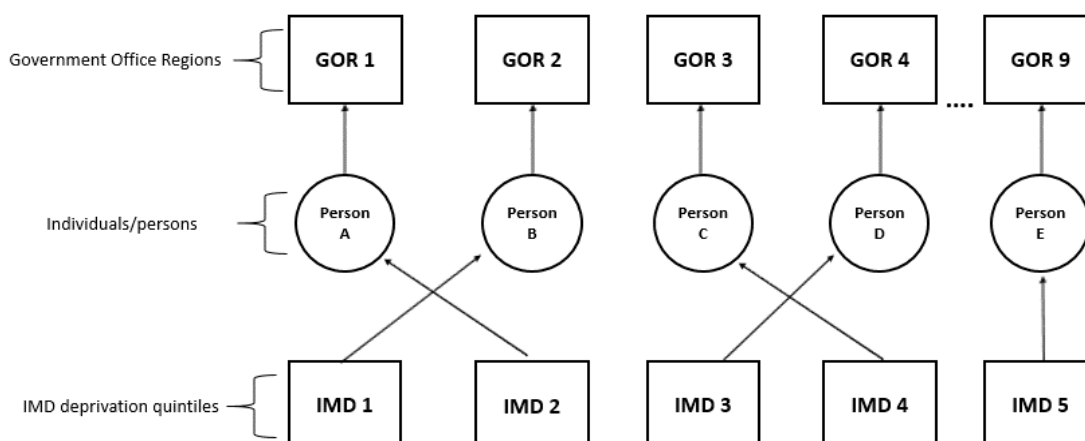 Government Office Regions
GOR 1
GOR 2
GOR 3
GOR 4
....
GOR 9
Individuals/persons
Person
A
Person
B
Person
C
Person
D
Person
E
IMD deprivation quintiles
IMD 1
IMD 2
IMD 3
IMD 4
IMD 5